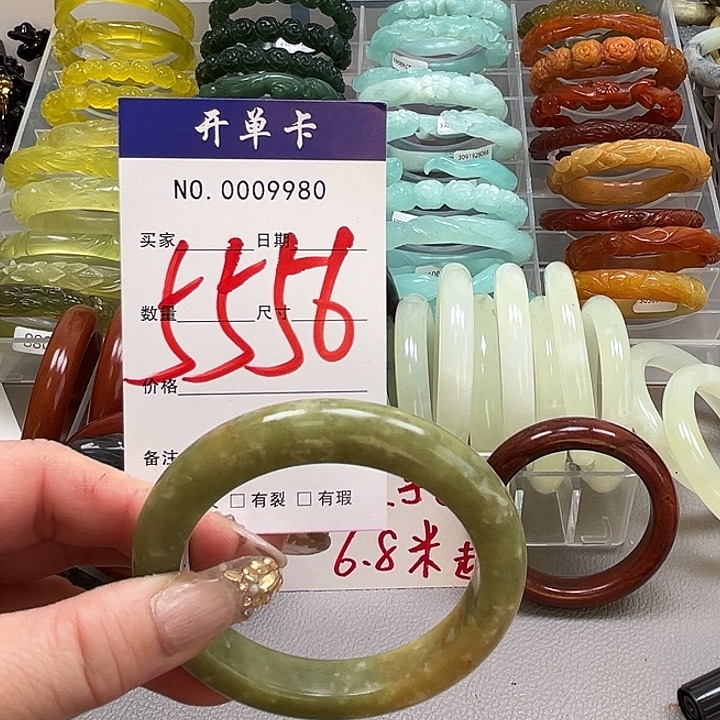 开单卡
NO. 0009980
买家 日期
5556
数量 尺寸
价格
备注
□有裂 □有瑕
6.8米起
3091928068